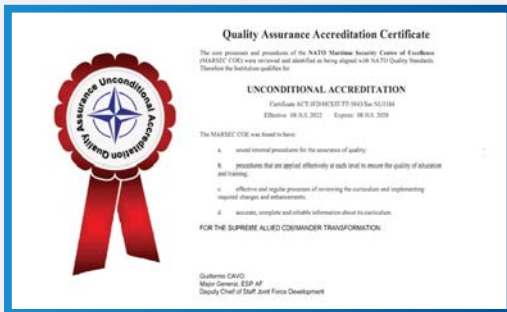 Quality Assurance Unconditional Accreditation
Quality Assurance Accreditation Certificate
The core processes and procedures of the NATO Maritime Security Centre of Excellence
(MARSEC COE) were reviewed and identified as being aligned with NATO Quality Standards.
Therefore the Institution qualifies for
UNCONDITIONAL ACCREDITATION
Certificate
Effective: 08 JUL 2022 Expires: 08 JUL
The MARSEC COE was found to have:
a. sound internal procedures for the assurance of quality;
b. procedures that are applied effectively at each level to ensure the quality of education
and training;
c. effective and regular processes of reviewing the curriculum and implementing
required changes and enhancements;
d. accurate, complete and reliable information about its curriculum.
FOR THE SUPREME ALLIED COMMANDER TRANSFORMATION:
Guillermo CAVO
Major General, ESP AF
Deputy Chief of Staff Joint Force Development